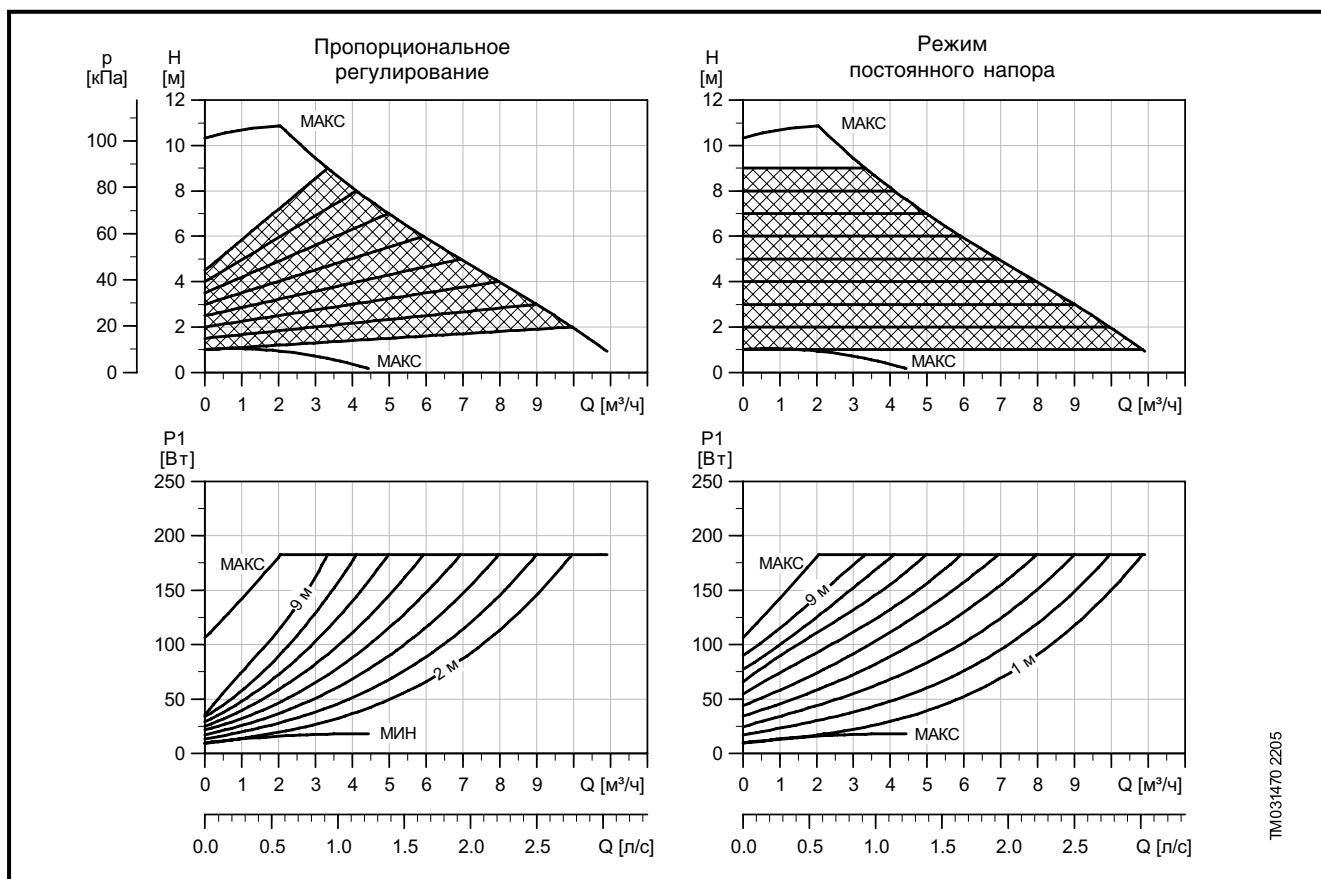 Пропорциональное
регулирование
p
[кПа]
H
[м]
12
10
8
6
4
2
0
100
80
60
40
20
0
МАКС
МАКС
0 1 2 3 4 5 6 7 8 9 Q [м³/ч]
Режим
постоянного напора
H
[м]
12
10
8
6
4
2
0
МАКС
МАКС
0 1 2 3 4 5 6 7 8 9 Q [м³/ч]
P1
[Вт]
250
200
150
100
50
0
МАКС
9 м
2 м
МИН
0 1 2 3 4 5 6 7 8 9 Q [м³/ч]
0.0 0.5 1.0 1.5 2.0 2.5 Q [л/с]
P1
[Вт]
250
200
150
100
50
0
МАКС
9 м
1 м
МАКС
0 1 2 3 4 5 6 7 8 9 Q [м³/ч]
0.0 0.5 1.0 1.5 2.0 2.5 Q [л/с]
TM031470 2205